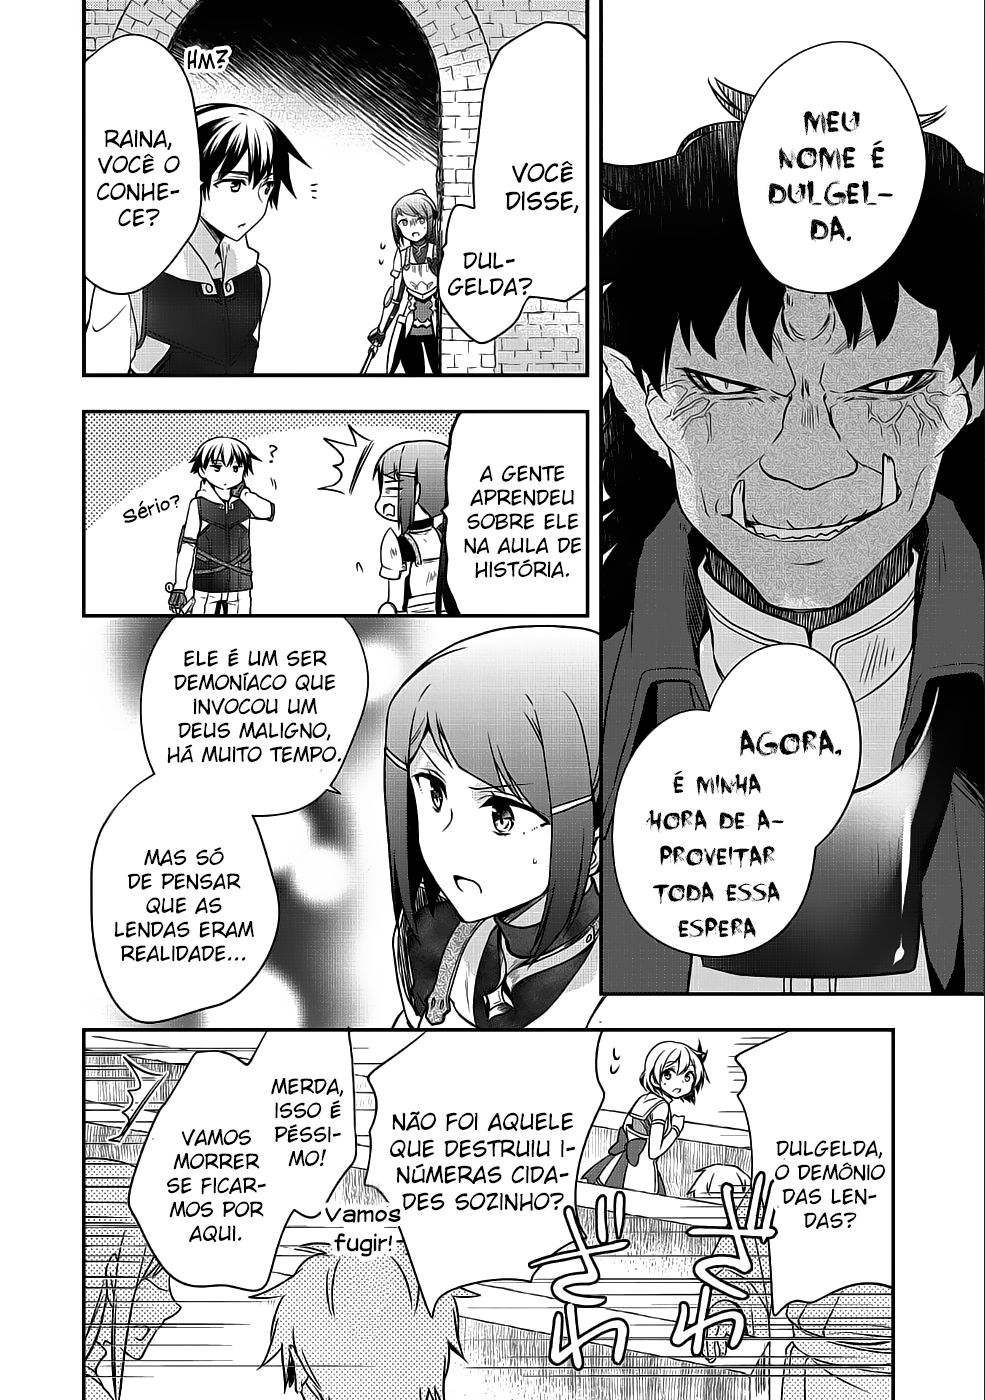 MEU
NOME É
DULGEL-
DA.
AGORA.
É MINHA
HORA DE A-
PROVEITAR
TODA ESSA
ESPERA
VOCÊ
DISSE,
DUL-
GELDA?
HM?
RAINA,
VOCÊ O
CONHE-
CE?
A GENTE
APRENDEU
SOBRE ELE
NA AULA DE
HISTÓRIA.
?
Sério?
ELE É UM SER
DEMONÍACO QUE
INVOCOU UM
DEUS MALIGNO,
HÁ MUITO TEMPO.
MAS SÓ
DE PENSAR
QUE AS
LENDAS ERAM
REALIDADE...
DULGELDA,
O DEMÔNIO
DAS LEN-
DAS?
ざわ
ざわ
NÃO FOI AQUELE
QUE DESTRUIU I-
NÚMERAS CIDA-
DES SOZINHO?
MERDA,
ISSO É
PÉSSI-
MO!
VAMOS
MORRER
SE FICAR-
MOS POR
AQUI.
Vamos
fugir!